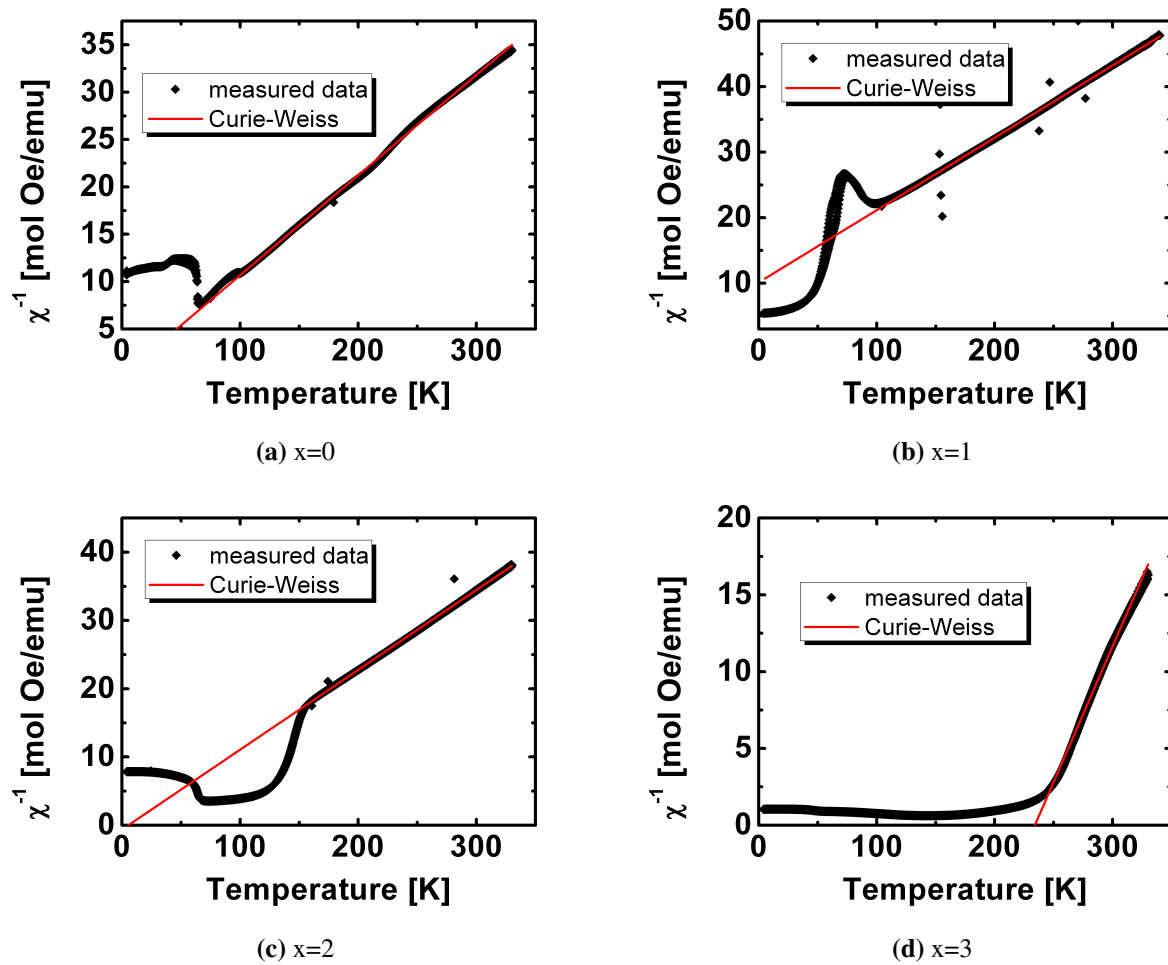 35
30
25
20
15
10
5
0
100
200
300
χ⁻¹ [mol Oe/emu]
Temperature [K]
measured data
Curie-Weiss
(a) x=0
50
40
30
20
10
0
100
200
300
χ⁻¹ [mol Oe/emu]
Temperature [K]
measured data
Curie-Weiss
(b) x=1
40
30
20
10
0
0
100
200
300
χ⁻¹ [mol Oe/emu]
Temperature [K]
measured data
Curie-Weiss
(c) x=2
20
15
10
5
0
0
100
200
300
χ⁻¹ [mol Oe/emu]
Temperature [K]
measured data
Curie-Weiss
(d) x=3